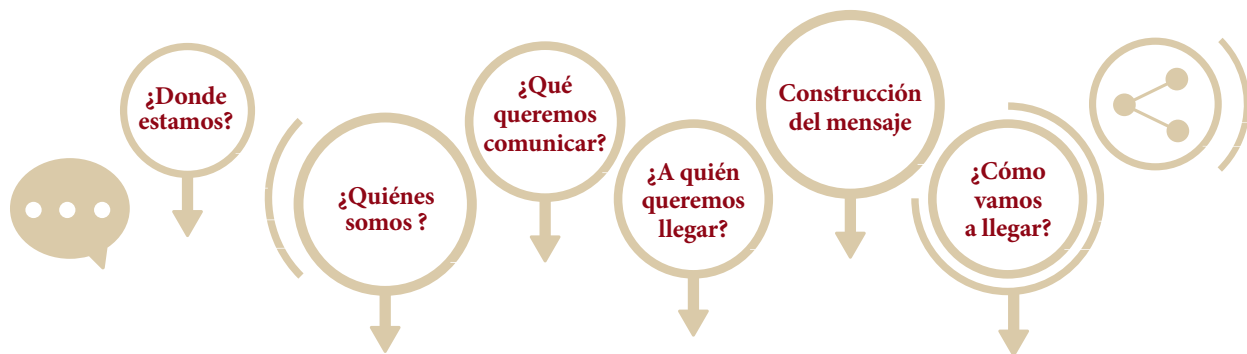 ¿Donde
estamos?
¿Quiénes
somos ?
¿Qué
queremos
comunicar?
¿A quién
queremos
llegar?
Construcción
del mensaje
¿Cómo
vamos
a llegar?